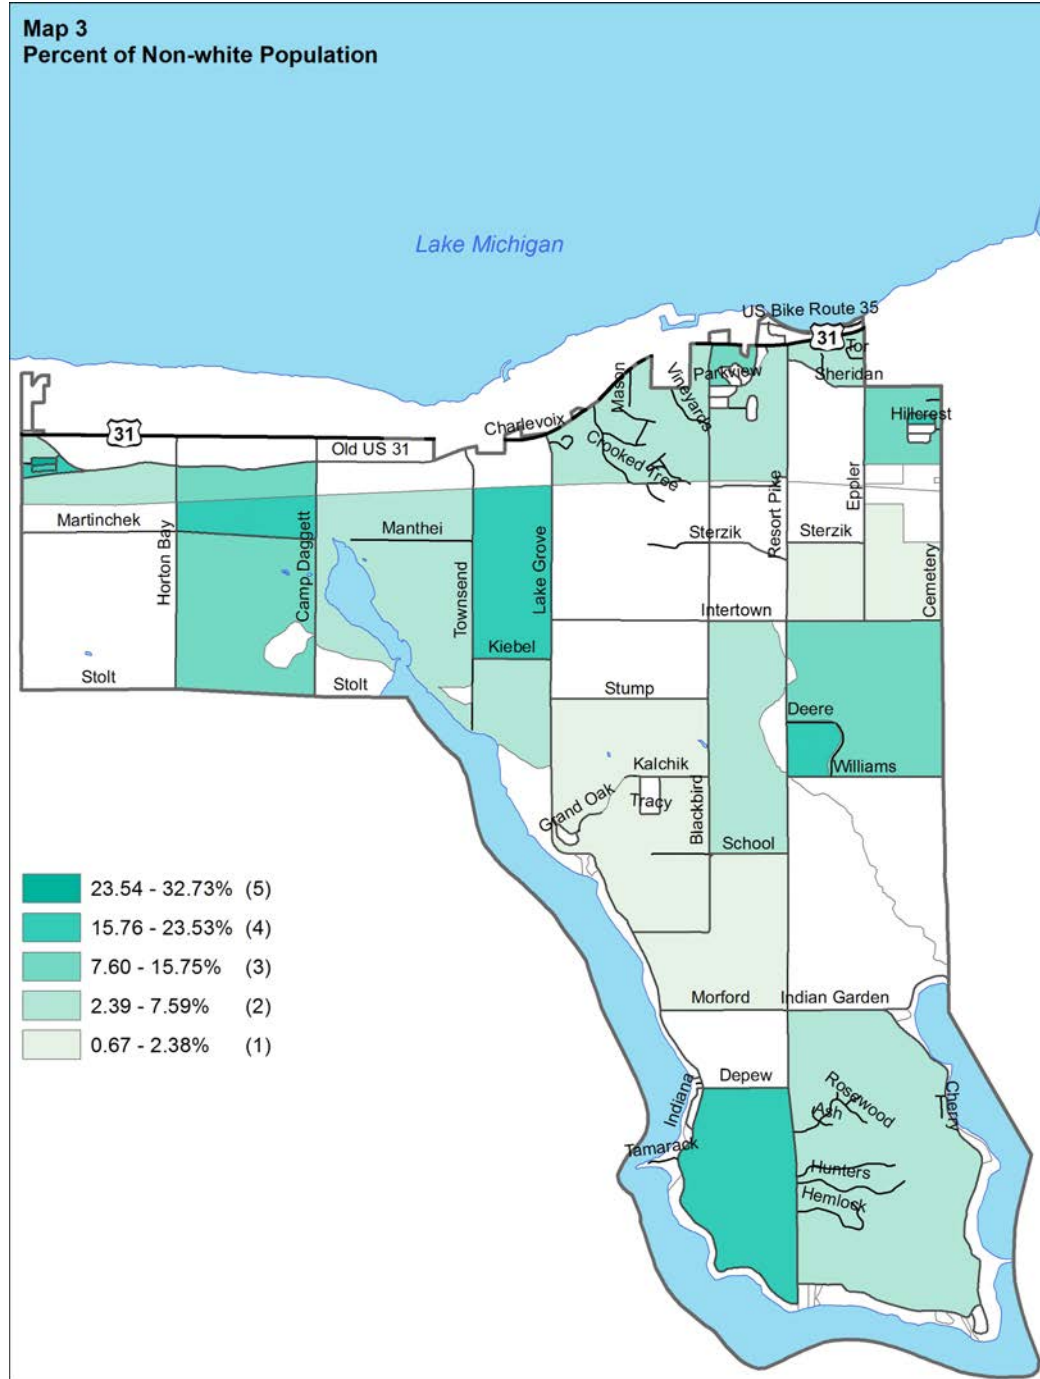 Map 3
Percent of Non-white Population
Lake Michigan
US Bike Route 35
31
Tor
Parkview
Sheridan
Mason
Vineyards
Hillcrest
Charlevoix
31
Old US 31
Crooked Tree
Resort Pike
Eppler
Martinchek
Horton Bay
Camp Daggett
Manthei
Townsend
Lake Grove
Sterzik
Sterzik
Cemetery
Intertown
Kiebel
Stolt
Stolt
Stump
Deere
Kalchik
Williams
Grand Oak
Tracy
Blackbird
School
23.54 - 32.73% (5)
15.76 - 23.53% (4)
7.60 - 15.75% (3)
2.39 - 7.59% (2)
0.67 - 2.38% (1)
Morford
Indian Garden
Depew
Indiana
Rosewood
Ash
Cherry
Tamarack
Hunters
Hemlock